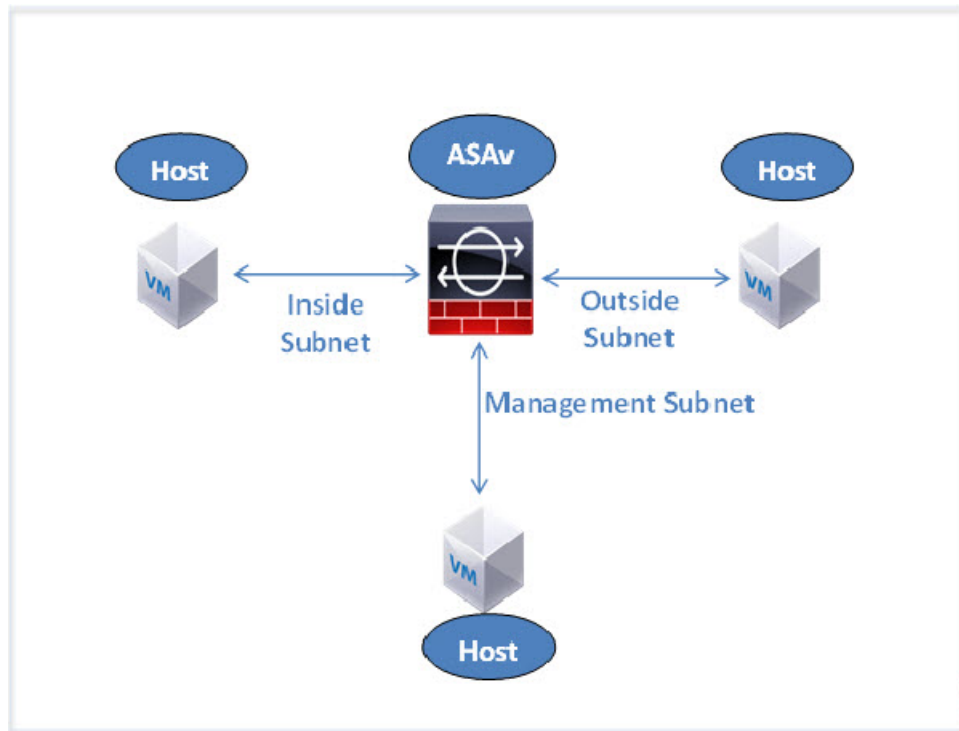 Host
ASAv
Host
VM
VM
Inside
Subnet
Outside
Subnet
Management Subnet
VM
Host